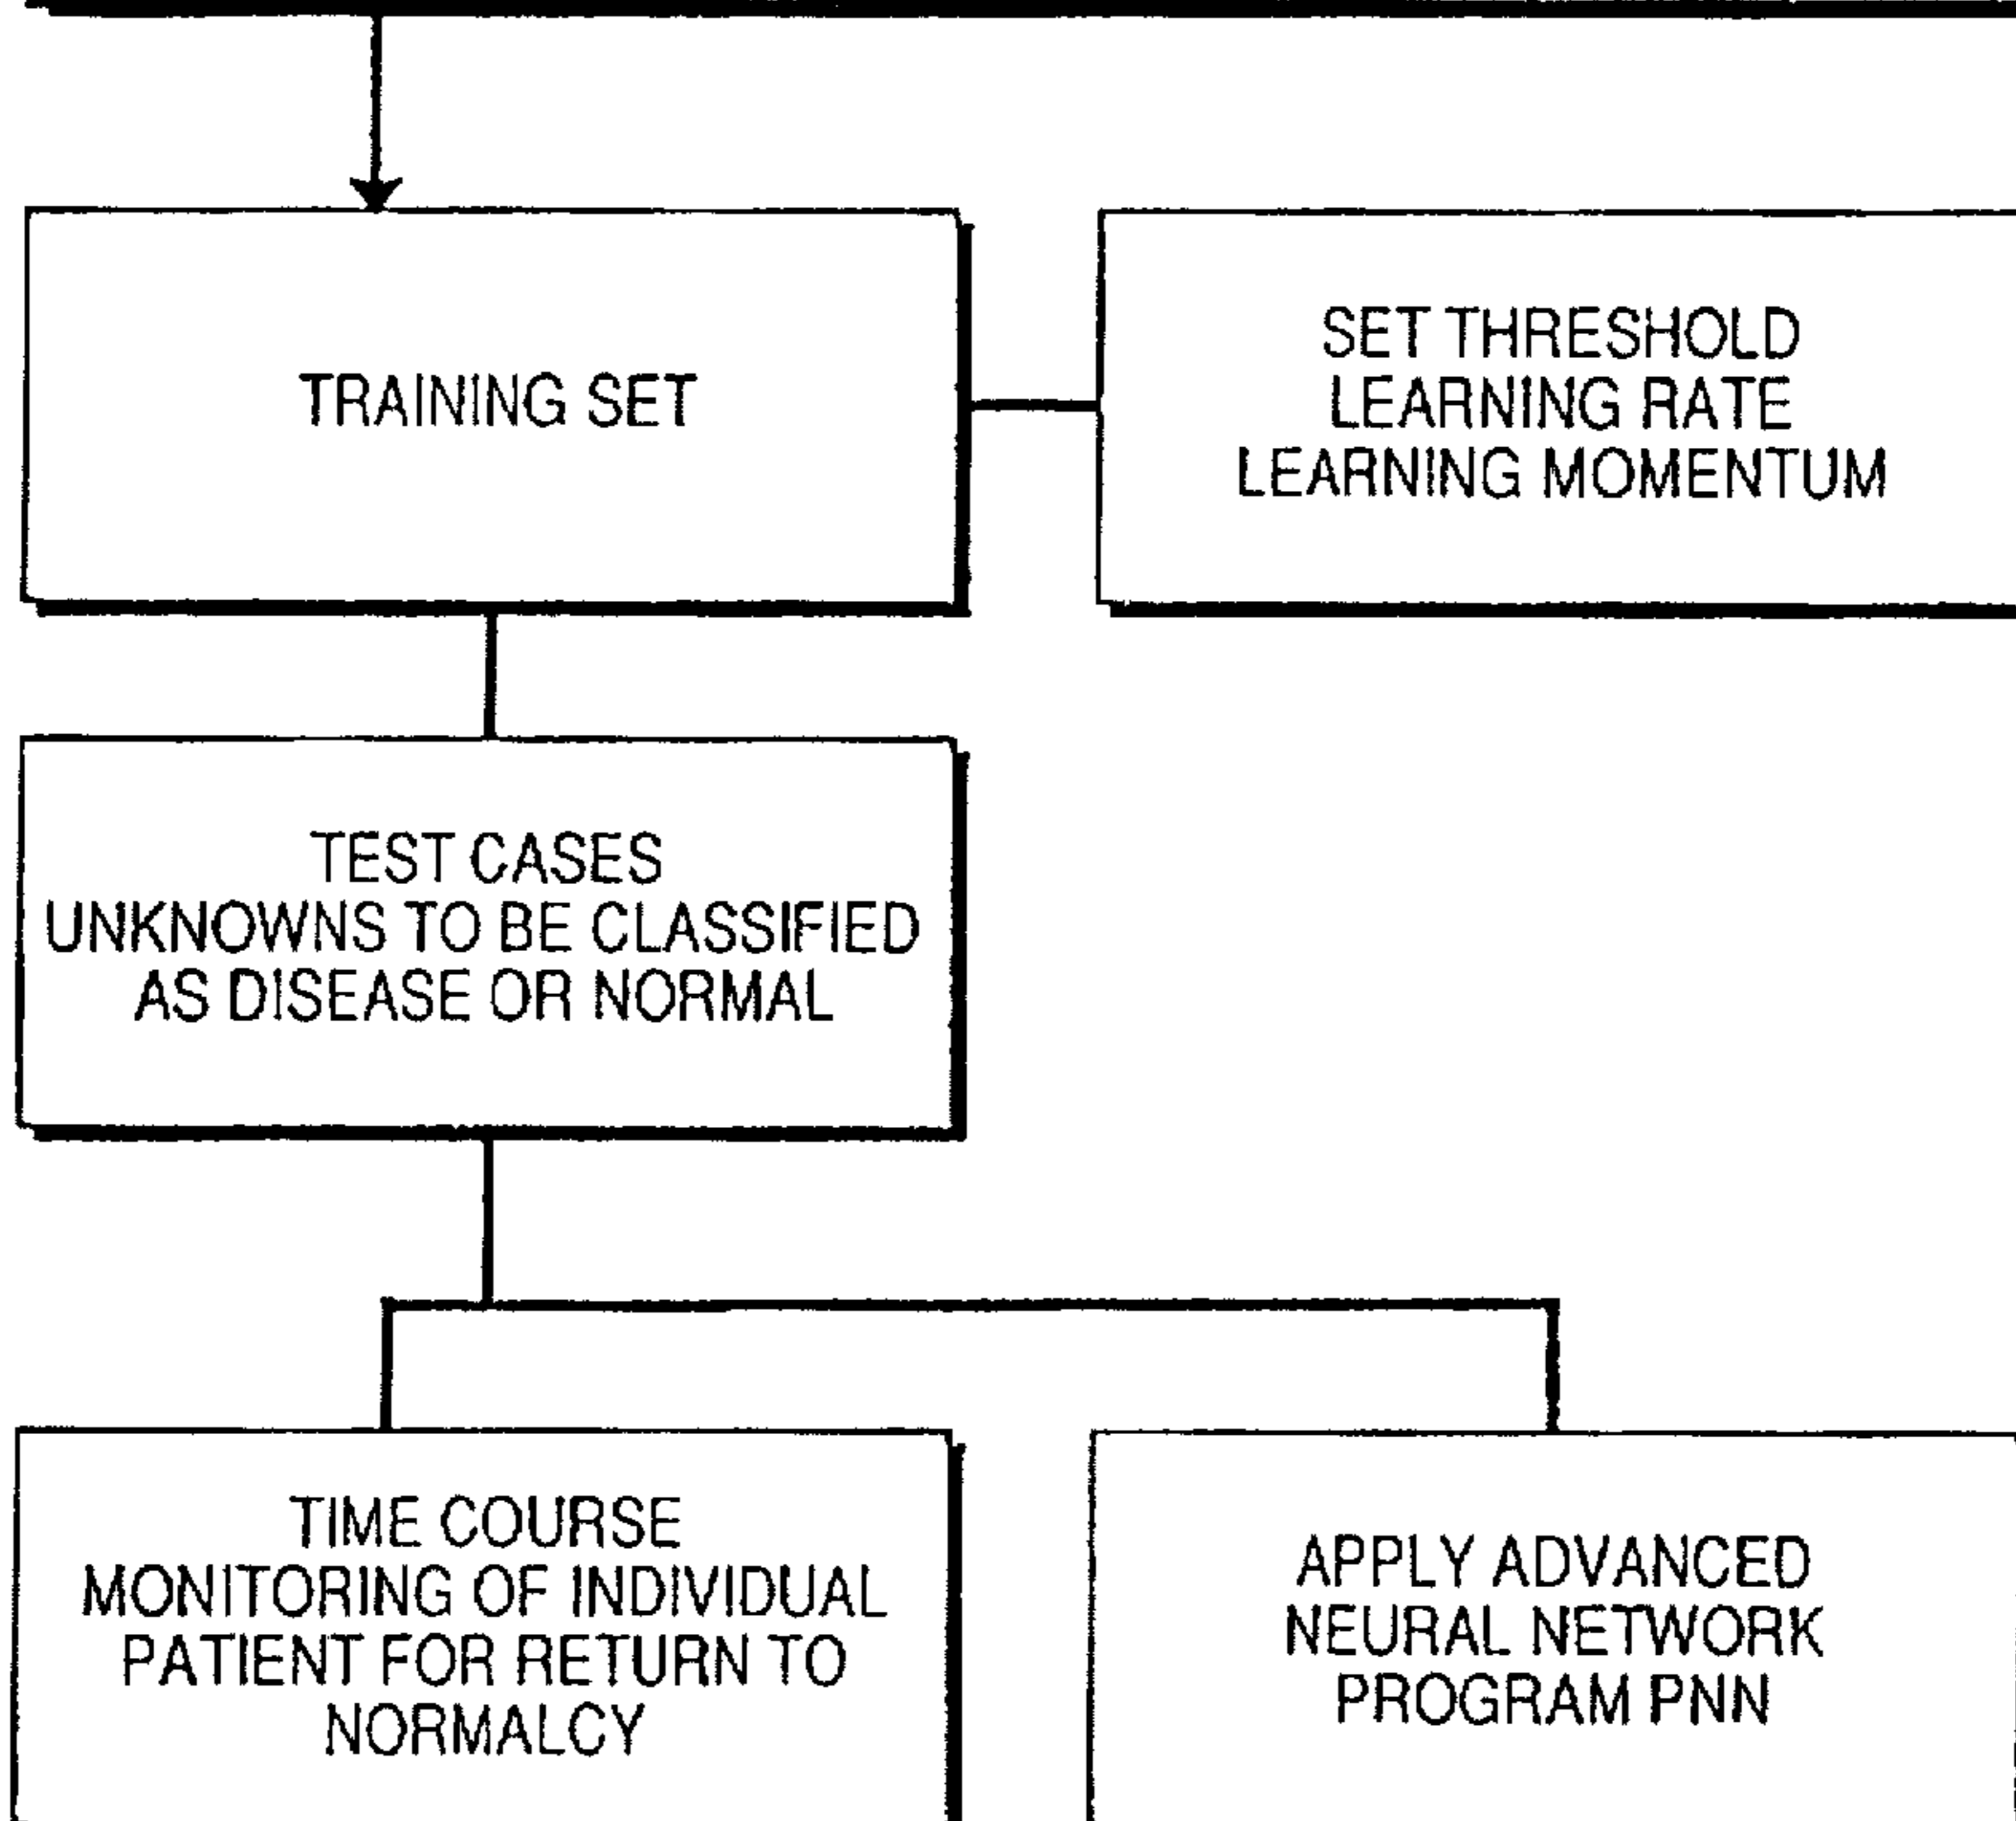 TRAINING SET
SET THRESHOLD
LEARNING RATE
LEARNING MOMENTUM
TEST CASES
UNKNOWNS TO BE CLASSIFIED
AS DISEASE OR NORMAL
TIME COURSE
MONITORING OF INDIVIDUAL
PATIENT FOR RETURN TO
NORMALCY
APPLY ADVANCED
NEURAL NETWORK
PROGRAM PNN